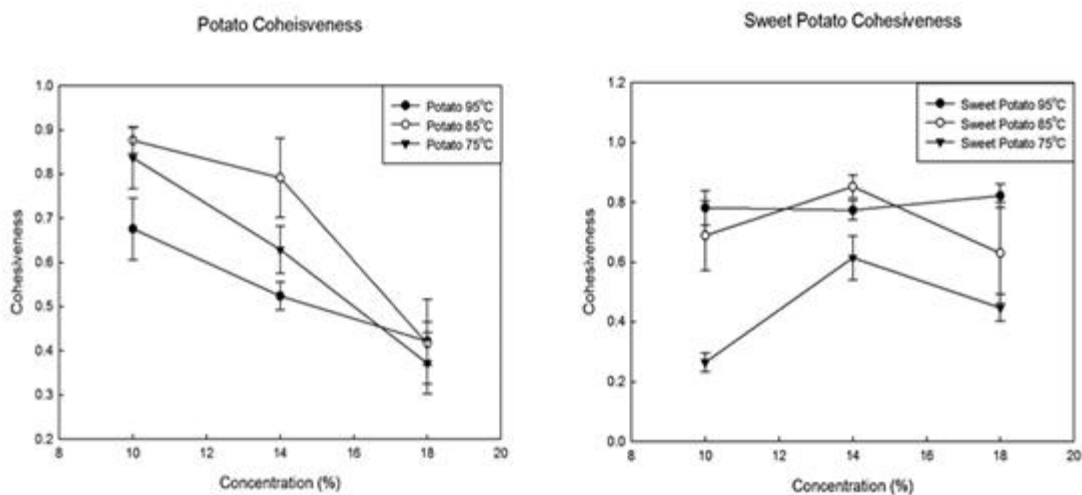 Potato Coheisveness
1.0
0.9
0.8
0.7
0.6
0.5
0.4
0.3
0.2
Cohesiveness
Potato 95°C
Potato 85°C
Potato 75°C
8 10 12 14 16 18 20
Concentration (%)
Sweet Potato Cohesiveness
1.2
1.0
0.8
0.6
0.4
0.2
0.0
Cohesiveness
Sweet Potato 95°C
Sweet Potato 85°C
Sweet Potato 75°C
8 10 12 14 16 18 20
Concentration (%)